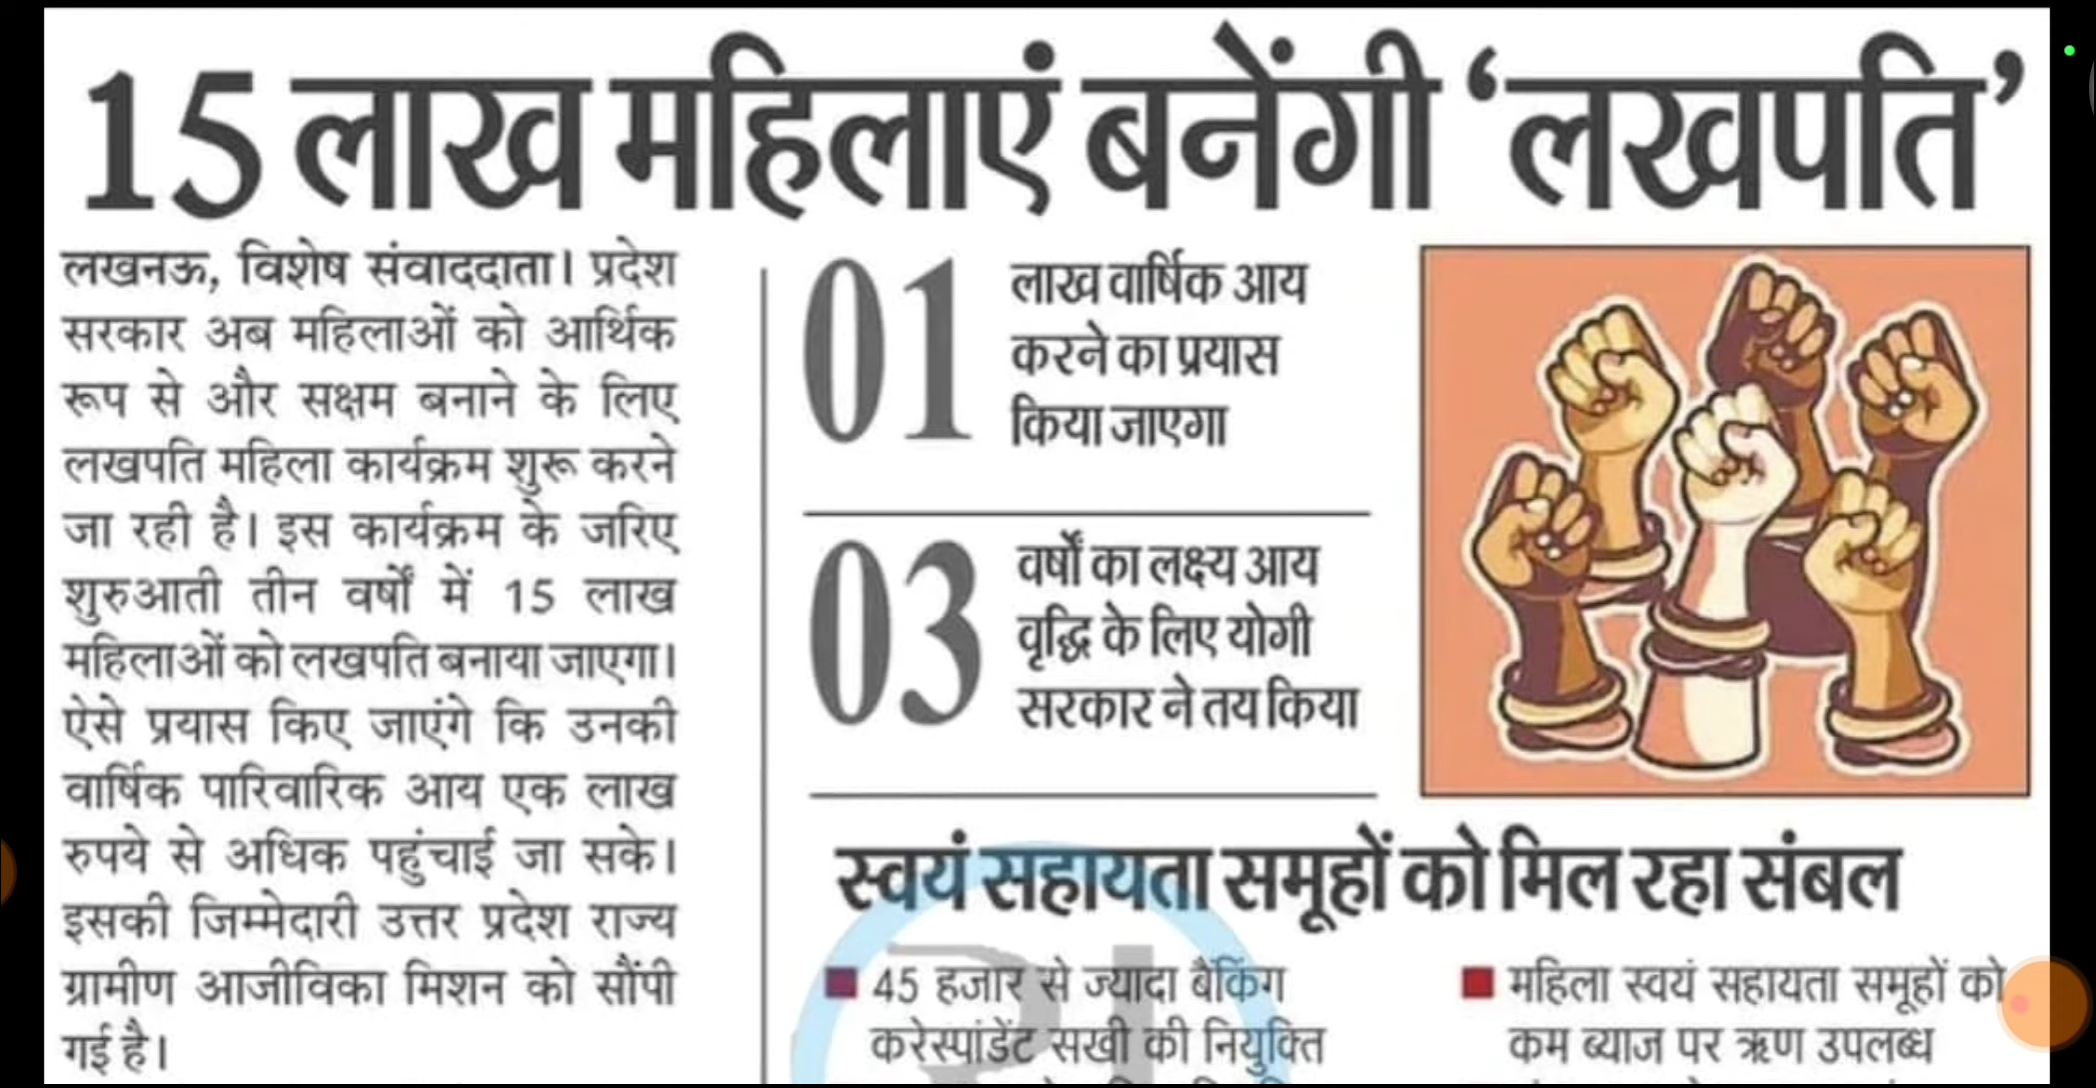 15 लाख महिलाएं बनेंगी ‘लखपति’
लखनऊ, विशेष संवाददाता। प्रदेश
सरकार अब महिलाओं को आर्थिक
रूप से और सक्षम बनाने के लिए
लखपति महिला कार्यक्रम शुरू करने
जा रही है। इस कार्यक्रम के जरिए
शुरुआती तीन वर्षों में 15 लाख
महिलाओं को लखपति बनाया जाएगा।
ऐसे प्रयास किए जाएंगे कि उनकी
वार्षिक पारिवारिक आय एक लाख
रुपये से अधिक पहुंचाई जा सके।
इसकी जिम्मेदारी उत्तर प्रदेश राज्य
ग्रामीण आजीविका मिशन को सौंपी
गई है।
01
लाख वार्षिक आय
करने का प्रयास
किया जाएगा
03
वर्षों का लक्ष्य आय
वृद्धि के लिए योगी
सरकार ने तय किया
स्वयं सहायता समूहों को मिल रहा संबल
45 हजार से ज्यादा बैंकिंग
करेस्पांडेंट सखी की नियुक्ति
महिला स्वयं सहायता समूहों को
कम ब्याज पर ऋण उपलब्ध